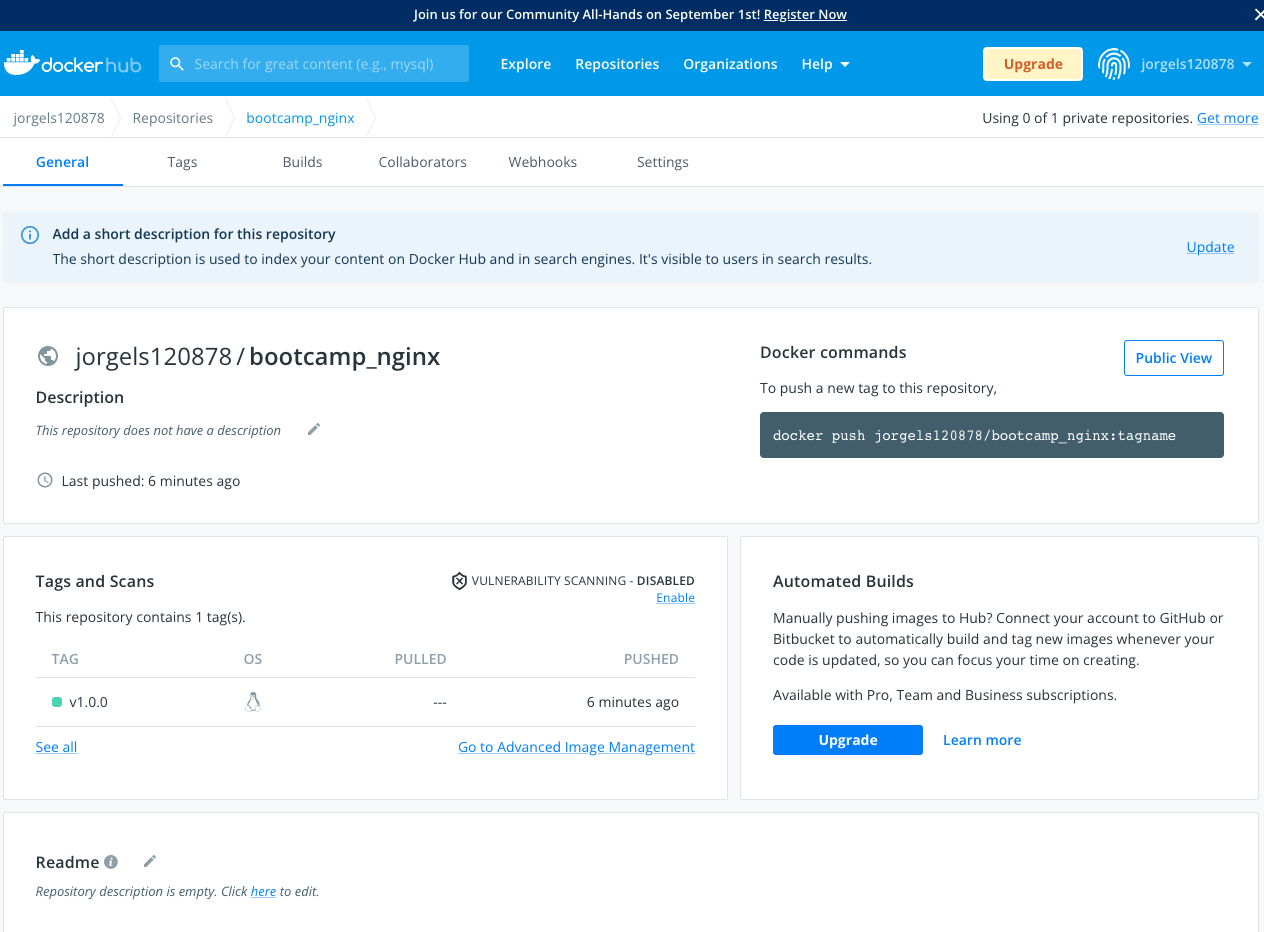 Join us for our Community All-Hands on September 1st! Register Now
docker hub
Search for great content (e.g., mysql)
Explore
Repositories
Organizations
Help
Upgrade
jorgels120878
jorgels120878
Repositories
bootcamp_nginx
Using 0 of 1 private repositories. Get more
General
Tags
Builds
Collaborators
Webhooks
Settings
Add a short description for this repository
The short description is used to index your content on Docker Hub and in search engines. It's visible to users in search results.
Update
jorgels120878 / bootcamp_nginx
Description
This repository does not have a description
Last pushed: 6 minutes ago
Docker commands
Public View
To push a new tag to this repository,
docker push jorgels120878/bootcamp_nginx:tagname
Tags and Scans
VULNERABILITY SCANNING - DISABLED
Enable
This repository contains 1 tag(s).
TAG
OS
PULLED
PUSHED
v1.0.0
---
6 minutes ago
See all
Go to Advanced Image Management
Automated Builds
Manually pushing images to Hub? Connect your account to GitHub or
Bitbucket to automatically build and tag new images whenever your
code is updated, so you can focus your time on creating.
Available with Pro, Team and Business subscriptions.
Upgrade
Learn more
Readme
Repository description is empty. Click here to edit.